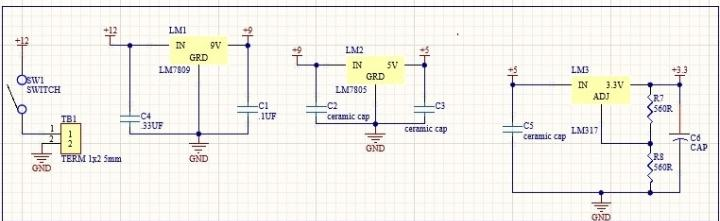 +12
SW1
SWITCH
TB1
1
2
1
2
TERM 1x2 5mm
GND
+12
LM1
+9
IN
9V
GRD
LM7809
C4
.33UF
C1
.1UF
GND
+9
LM2
+5
IN
5V
GRD
LM7805
C2
ceramic cap
C3
ceramic cap
GND
+5
LM3
+3.3
IN
3.3V
ADJ
LM317
C5
ceramic cap
R7
560R
R8
560R
C6
CAP
GND